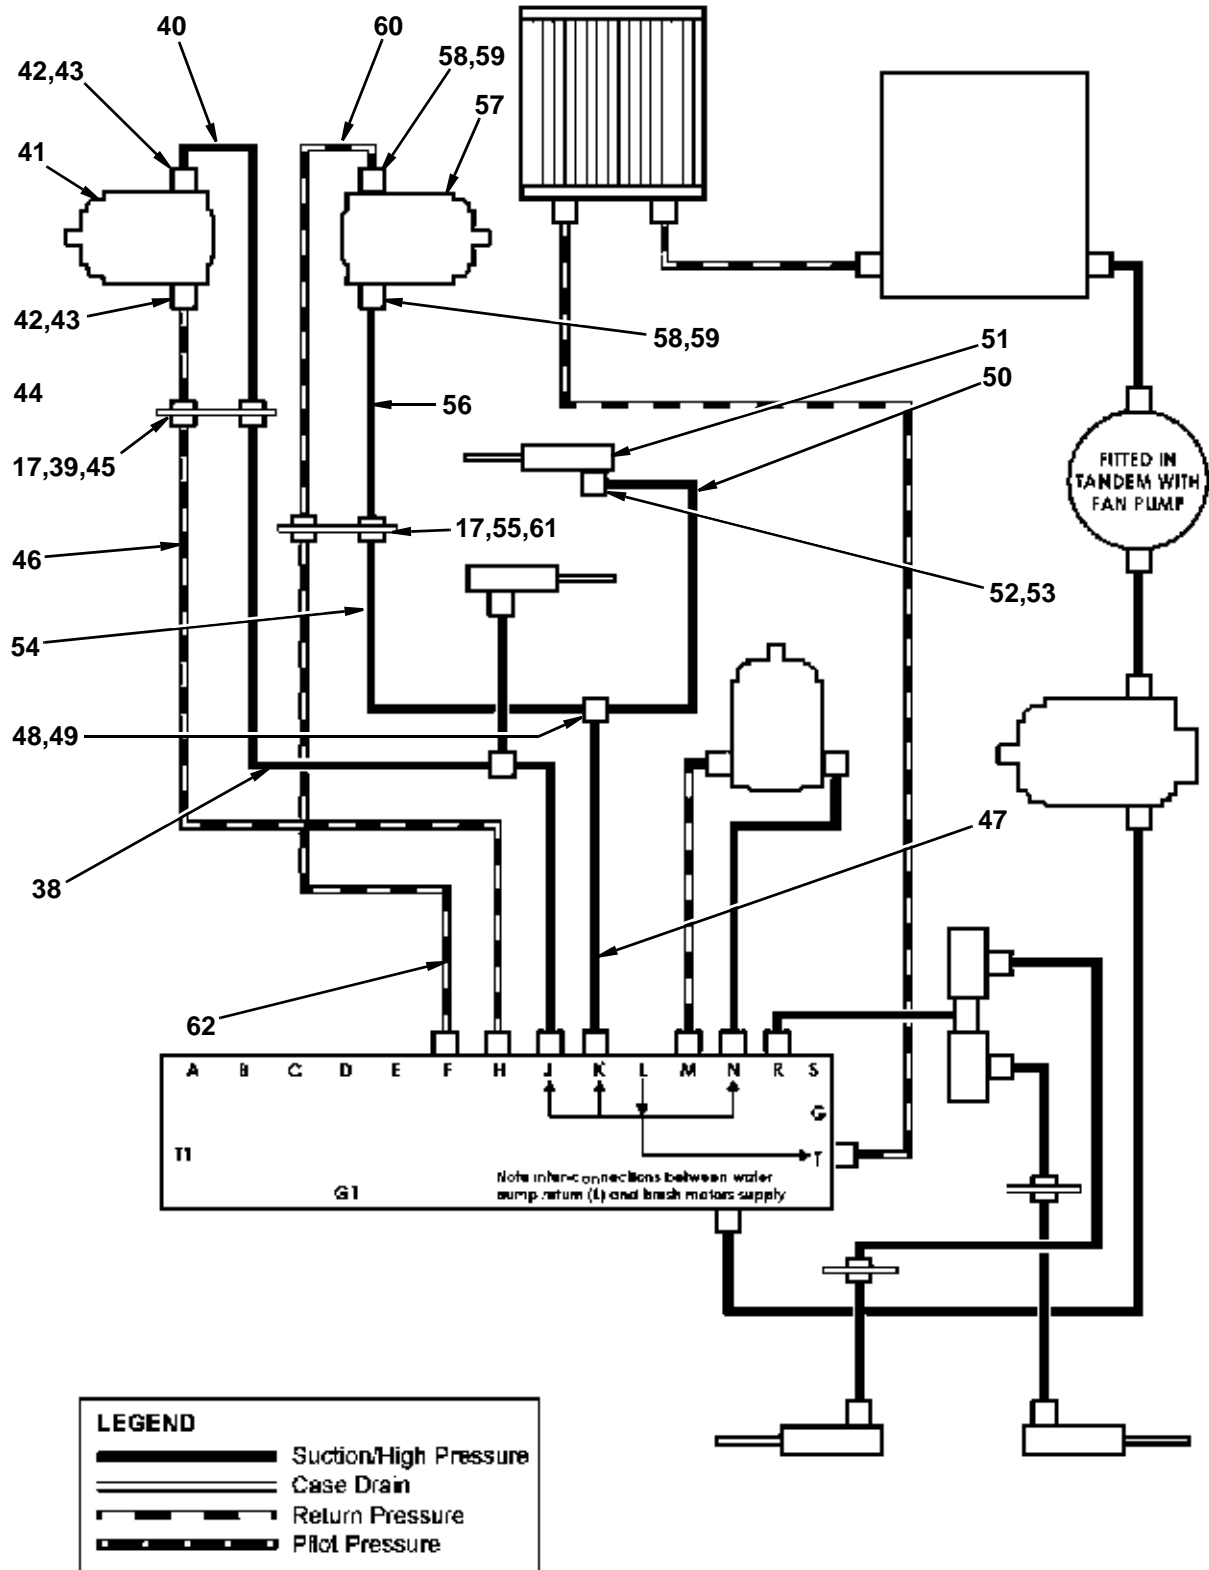 40
60
42,43
58,59
57
41
42,43
58,59
51
50
44
56
17,39,45
FITTED IN
TANDEM WITH
FAN PUMP
17,55,61
46
52,53
54
48,49
47
38
62
A B C D E F H J K L M N R S
G
T1
T
G1
Note inter-connections between water
pump return (L) and brush motors supply
LEGEND
Suction/High Pressure
Case Drain
Return Pressure
Pilot Pressure